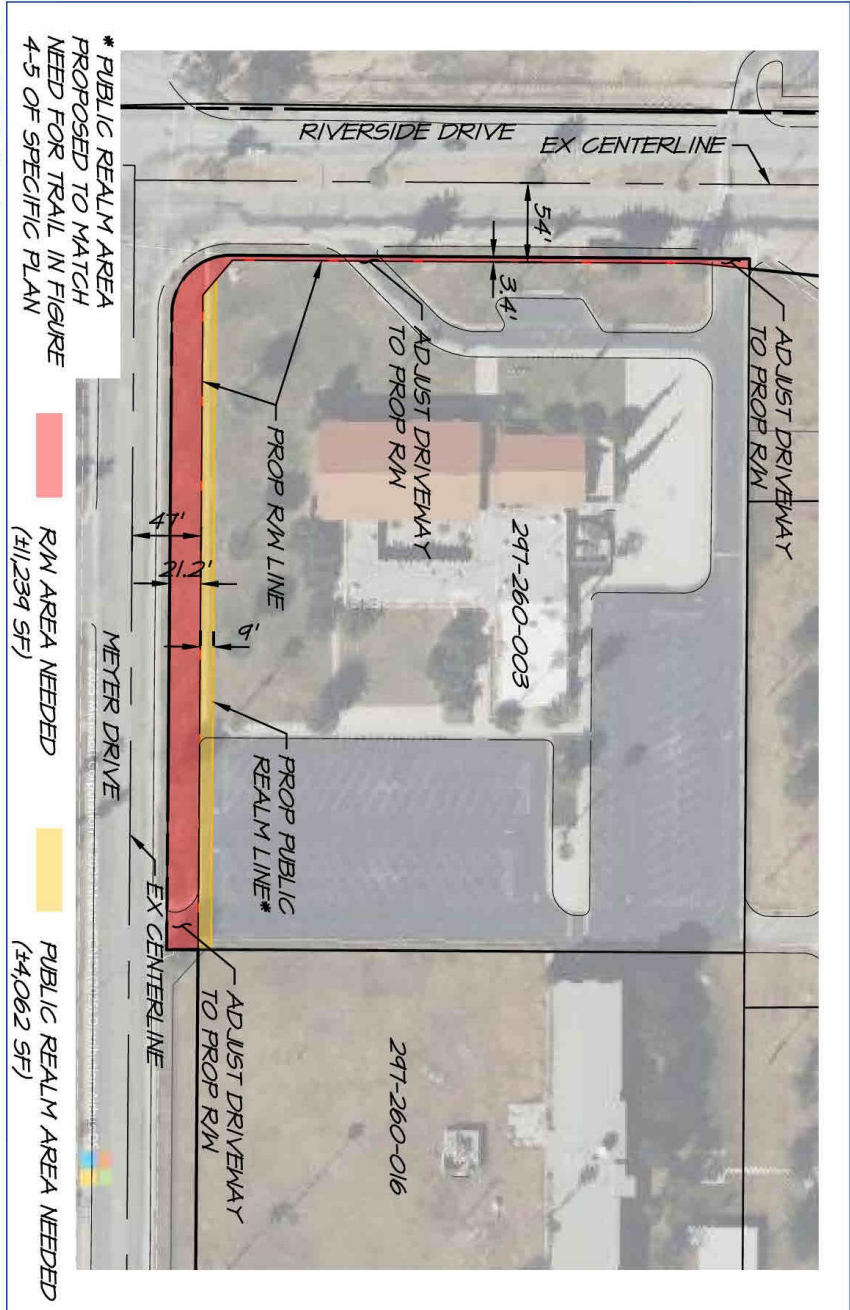 RIVERSIDE DRIVE
EX CENTERLINE
54'
3.4'
ADJUST DRIVEWAY
TO PROP R/W
ADJUST DRIVEWAY
TO PROP R/W
PROP R/W LINE
297-260-003
47'
21.2'
9'
PROP PUBLIC
REALM LINE*
MEYER DRIVE
EX CENTERLINE
ADJUST DRIVEWAY
TO PROP R/W
297-260-016
* PUBLIC REALM AREA
PROPOSED TO MATCH
NEED FOR TRAIL IN FIGURE
4-5 OF SPECIFIC PLAN
R/W AREA NEEDED
(±11,239 SF)
PUBLIC REALM AREA NEEDED
(±4,062 SF)